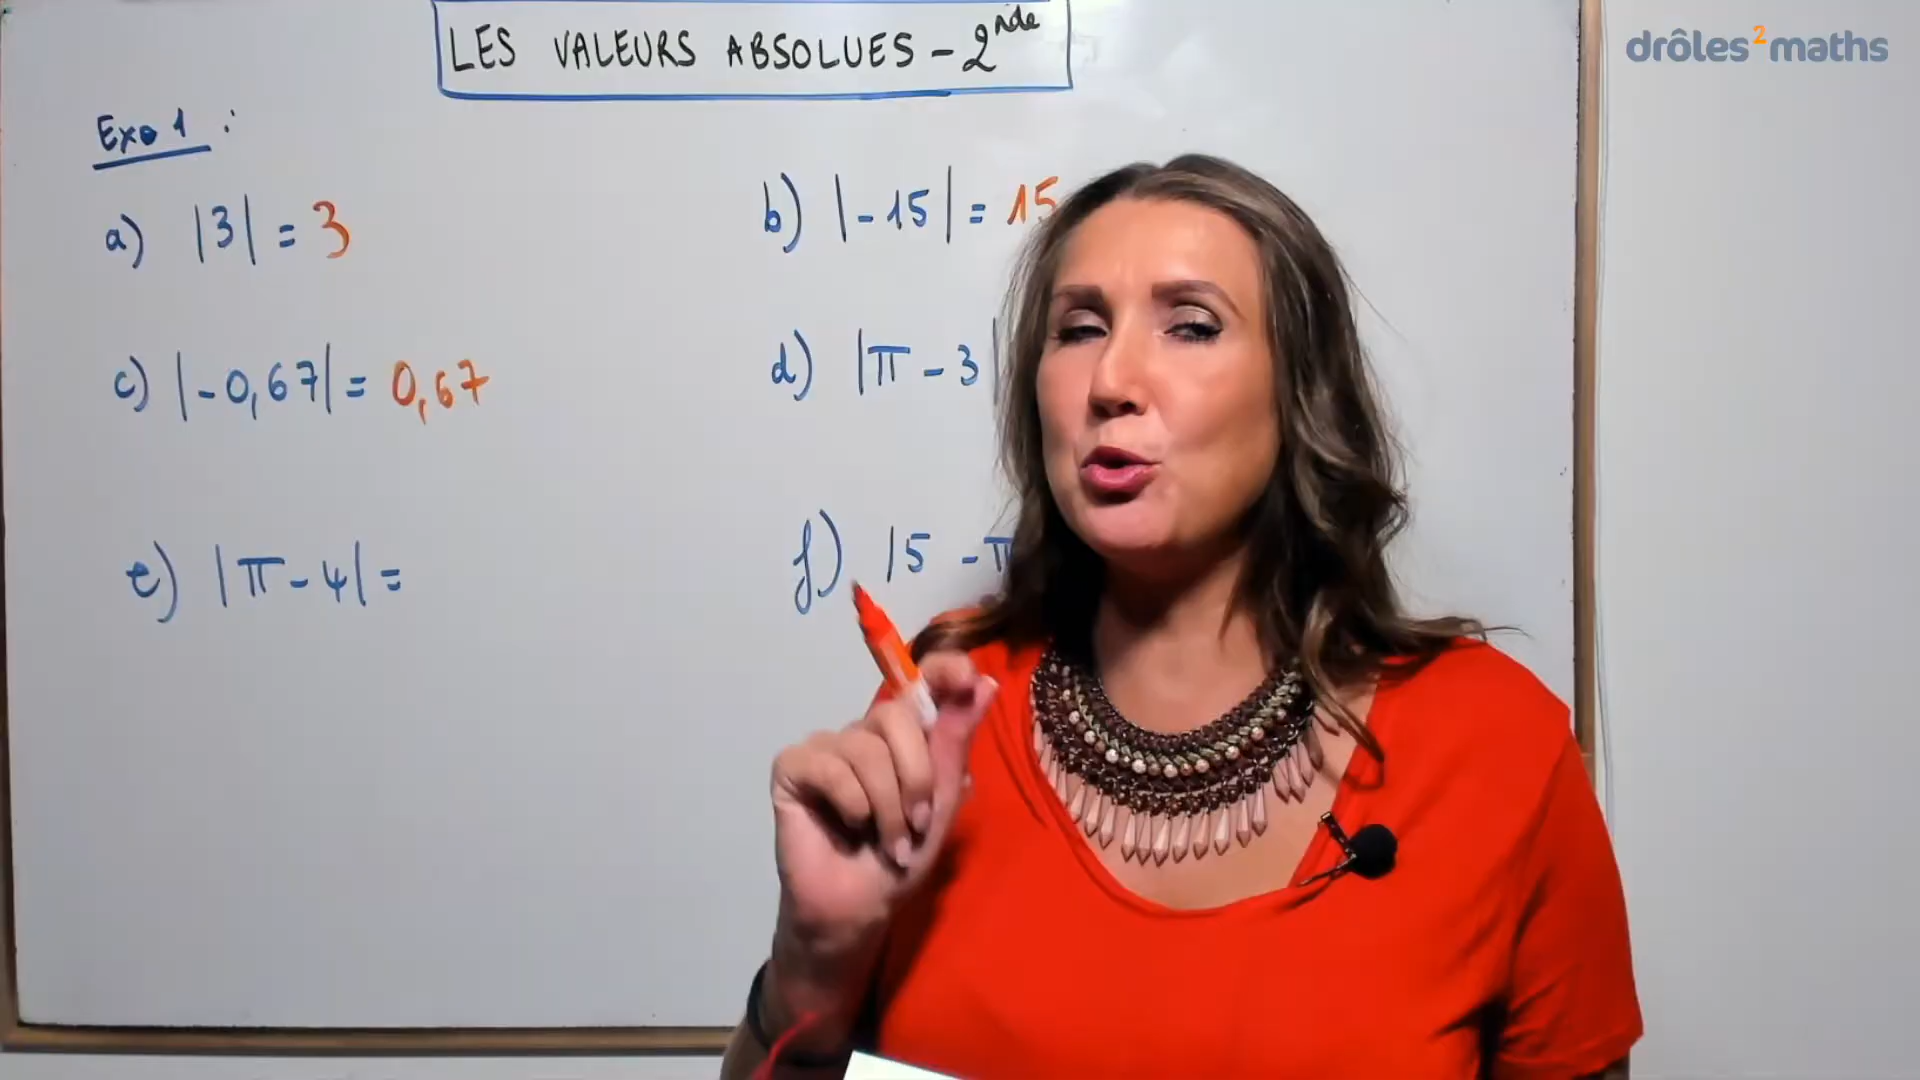 LES VALEURS ABSOLUES - 2nde
drôles2maths
Exo 1 :
a) |3| = 3
b) |-15| = 15
c) |-0,67| = 0,67
d) |π - 3|
e) |π - 4| =
f) |5 - π